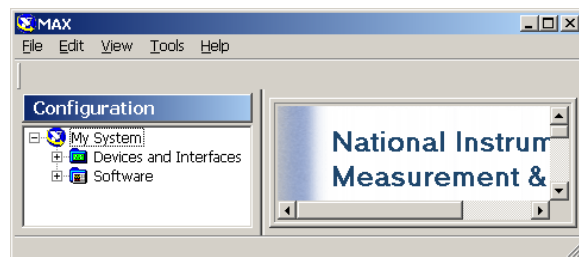 MAX
File Edit View Tools Help
Configuration
My System
Devices and Interfaces
Software
National Instrum
Measurement &